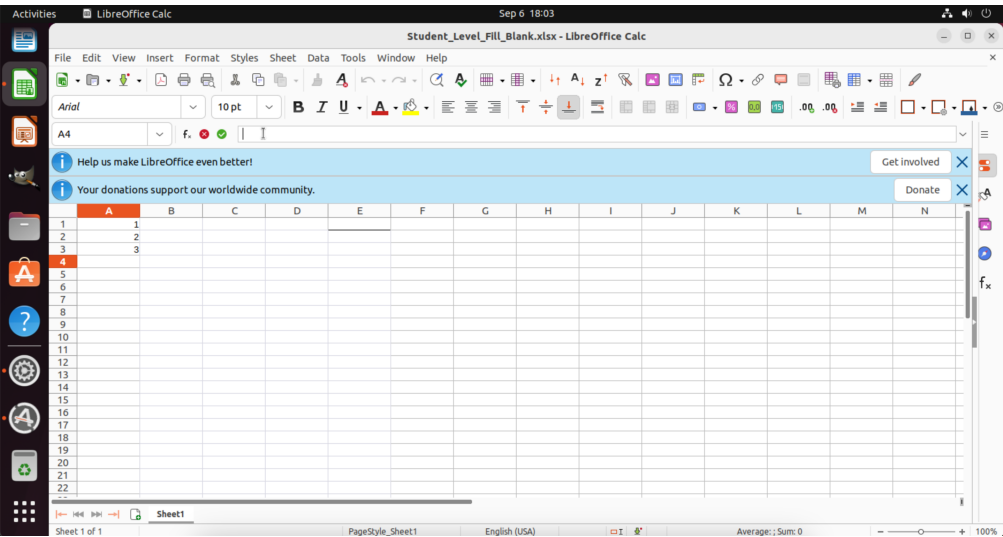 Activities LibreOffice Calc Sep 6 18:03
Student_Level_Fill_Blank.xlsx - LibreOffice Calc
File Edit View Insert Format Styles Sheet Data Tools Window Help
Arial 10 pt B I U A
A4
Help us make LibreOffice even better! Get involved
Your donations support our worldwide community. Donate
A B C D E F G H I J K L M N
1 1
2 2
3 3
4
5
6
7
8
9
10
11
12
13
14
15
16
17
18
19
20
21
22
Sheet1
Sheet 1 of 1 PageStyle_Sheet1 English (USA) Average: ; Sum: 0 100%